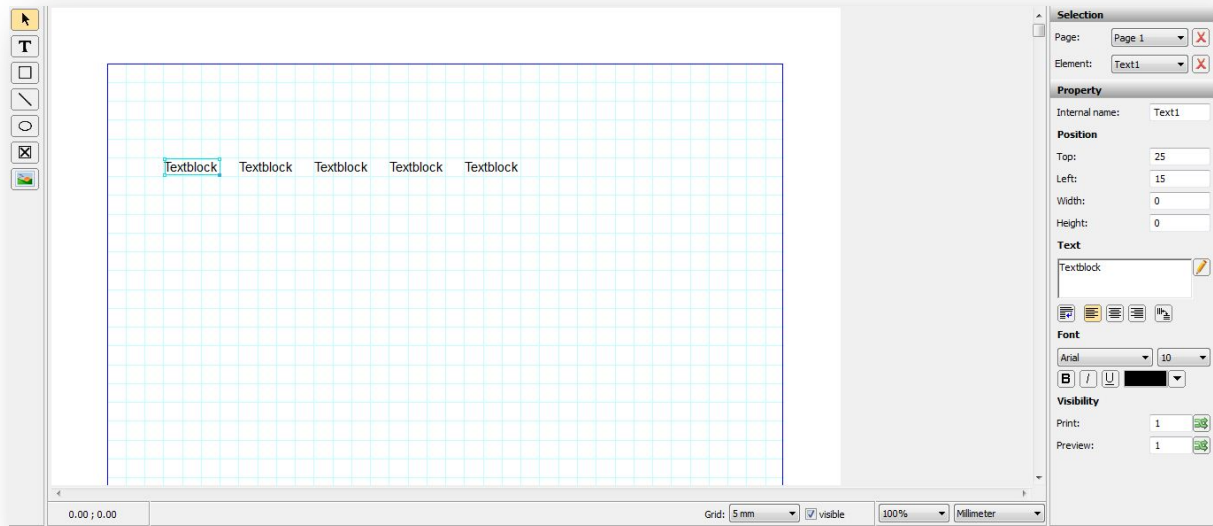 T
Textblock Textblock Textblock Textblock Textblock
0.00 ; 0.00
Grid: 5 mm visible 100% Millimeter
Selection
Page: Page 1 X
Element: Text1 X
Property
Internal name: Text1
Position
Top: 25
Left: 15
Width: 0
Height: 0
Text
Textblock
Font
Arial 10
B I U
Visibility
Print: 1
Preview: 1